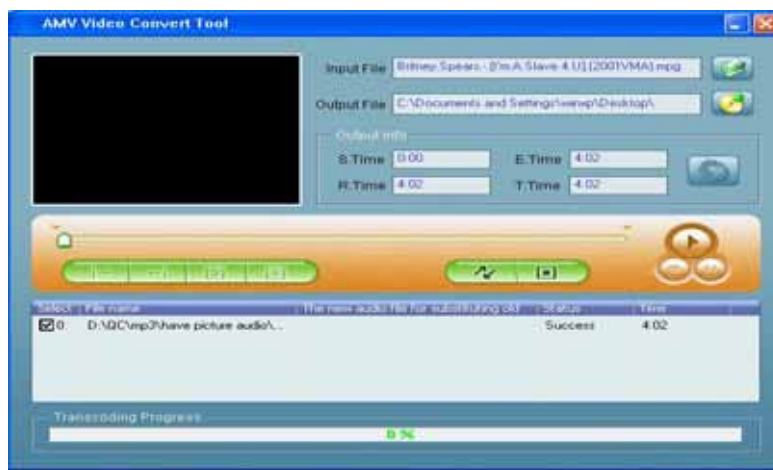 AMV Video Convert Tool
Input File Britney Spears - [I'm A Slave 4 U] [2001VMA].mpg
Output File C:\Documents and Settings\ \Desktop\
Output info
S.Time 0:00 E.Time 4:02
R.Time 4:02 T.Time 4:02
Select File name The new audio file for substituting old Status Time
0 D:\QC\mp3\have picture audio\... Success 4:02
Transcoding Progress
0 %